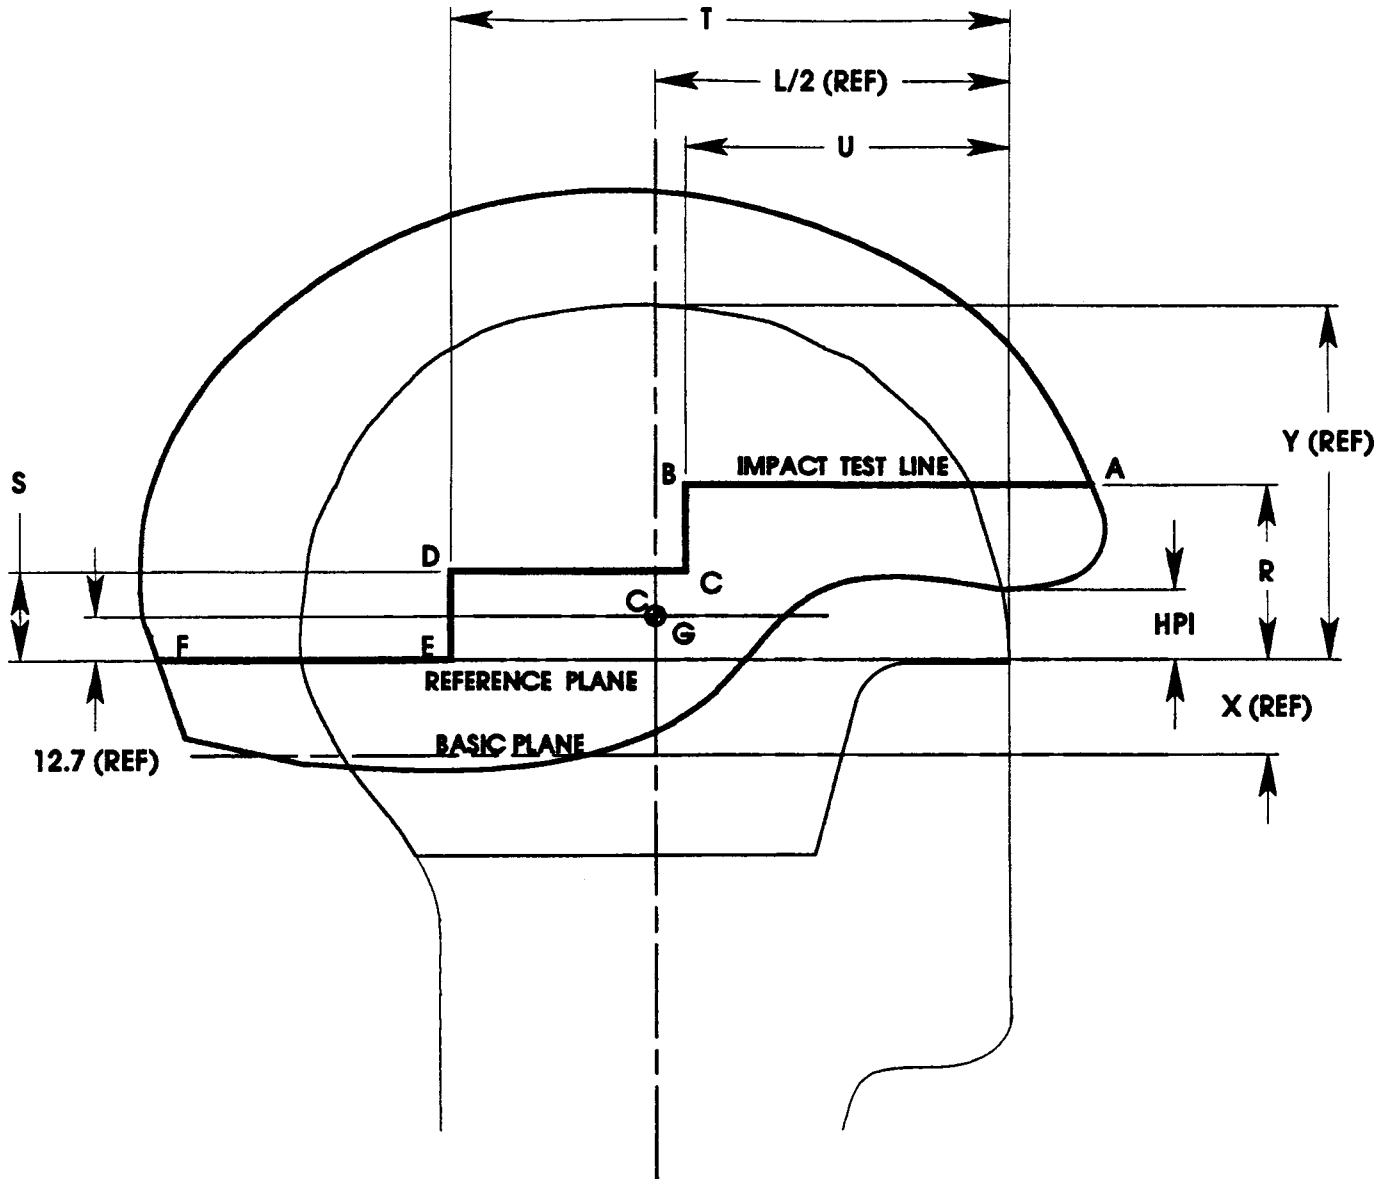 T
L/2 (REF)
U
Y (REF)
S
B
IMPACT TEST LINE
A
D
C
R
C
G
HPI
F
E
REFERENCE PLANE
X (REF)
BASIC PLANE
12.7 (REF)